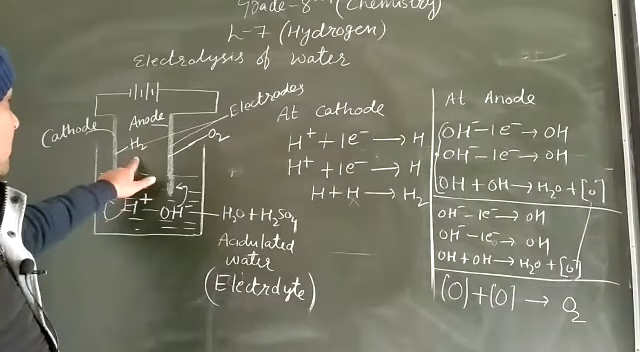 Grade-8th (Chemistry)
L-7 (Hydrogen)
Electrolysis of Water
Cathode
Anode
Electrodes
H₂
O₂
H⁺
OH⁻
H₂O + H₂SO₄
Acidulated
water
(Electrolyte)
At Cathode
H⁺ + 1e⁻ → H
H⁺ + 1e⁻ → H
H + H → H₂
At Anode
OH⁻ - 1e⁻ → OH
OH⁻ - 1e⁻ → OH
OH + OH → H₂O + [O]
OH⁻ - 1e⁻ → OH
OH⁻ - 1e⁻ → OH
OH + OH → H₂O + [O]
[O] + [O] → O₂